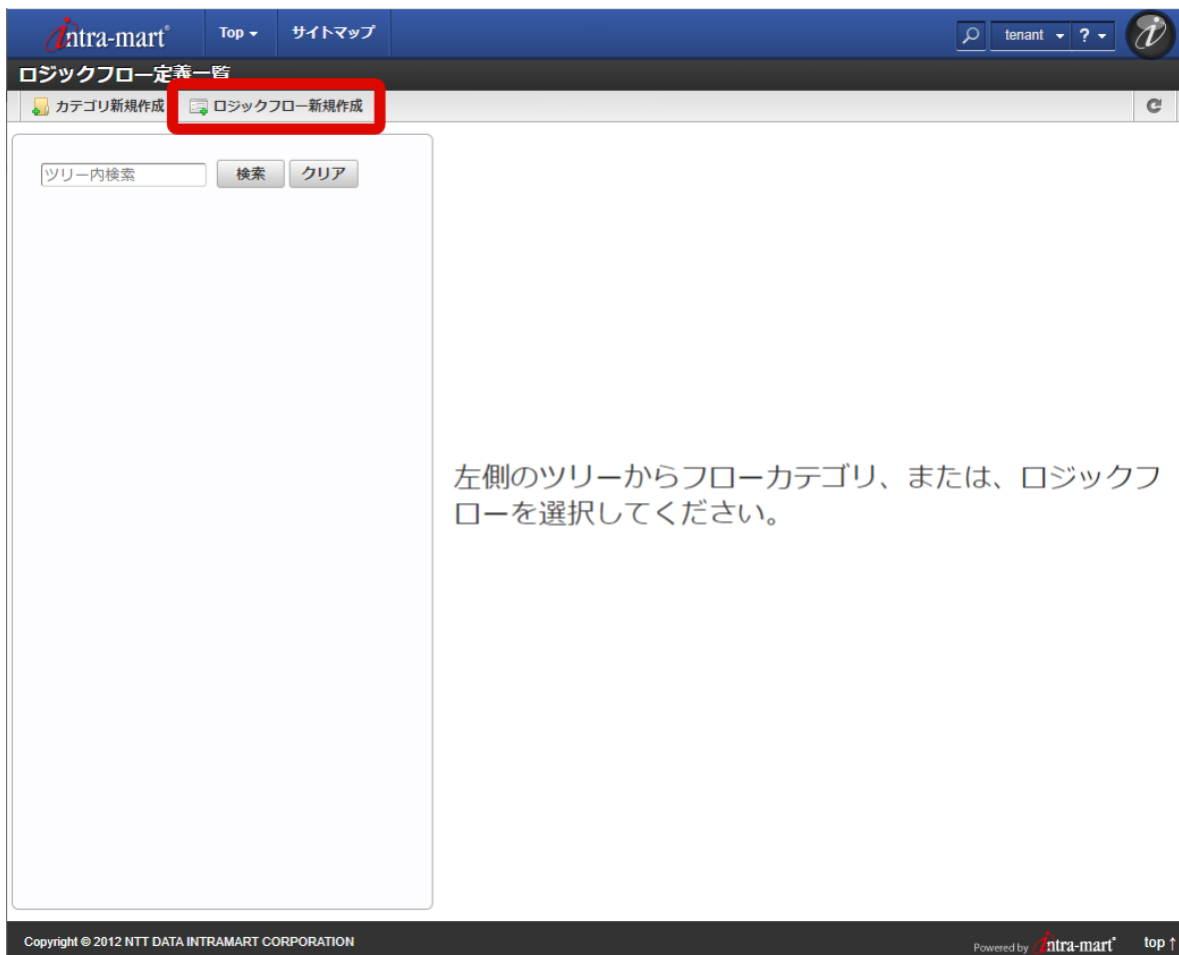 intra-mart® Top サイトマップ tenant ?
ロジックフロー定義一覧
カテゴリ新規作成 ロジックフロー新規作成
ツリー内検索 検索 クリア
左側のツリーからフローカテゴリ、または、ロジックフ
ローを選択してください。
Copyright © 2012 NTT DATA INTRAMART CORPORATION Powered by intra-mart® top ↑